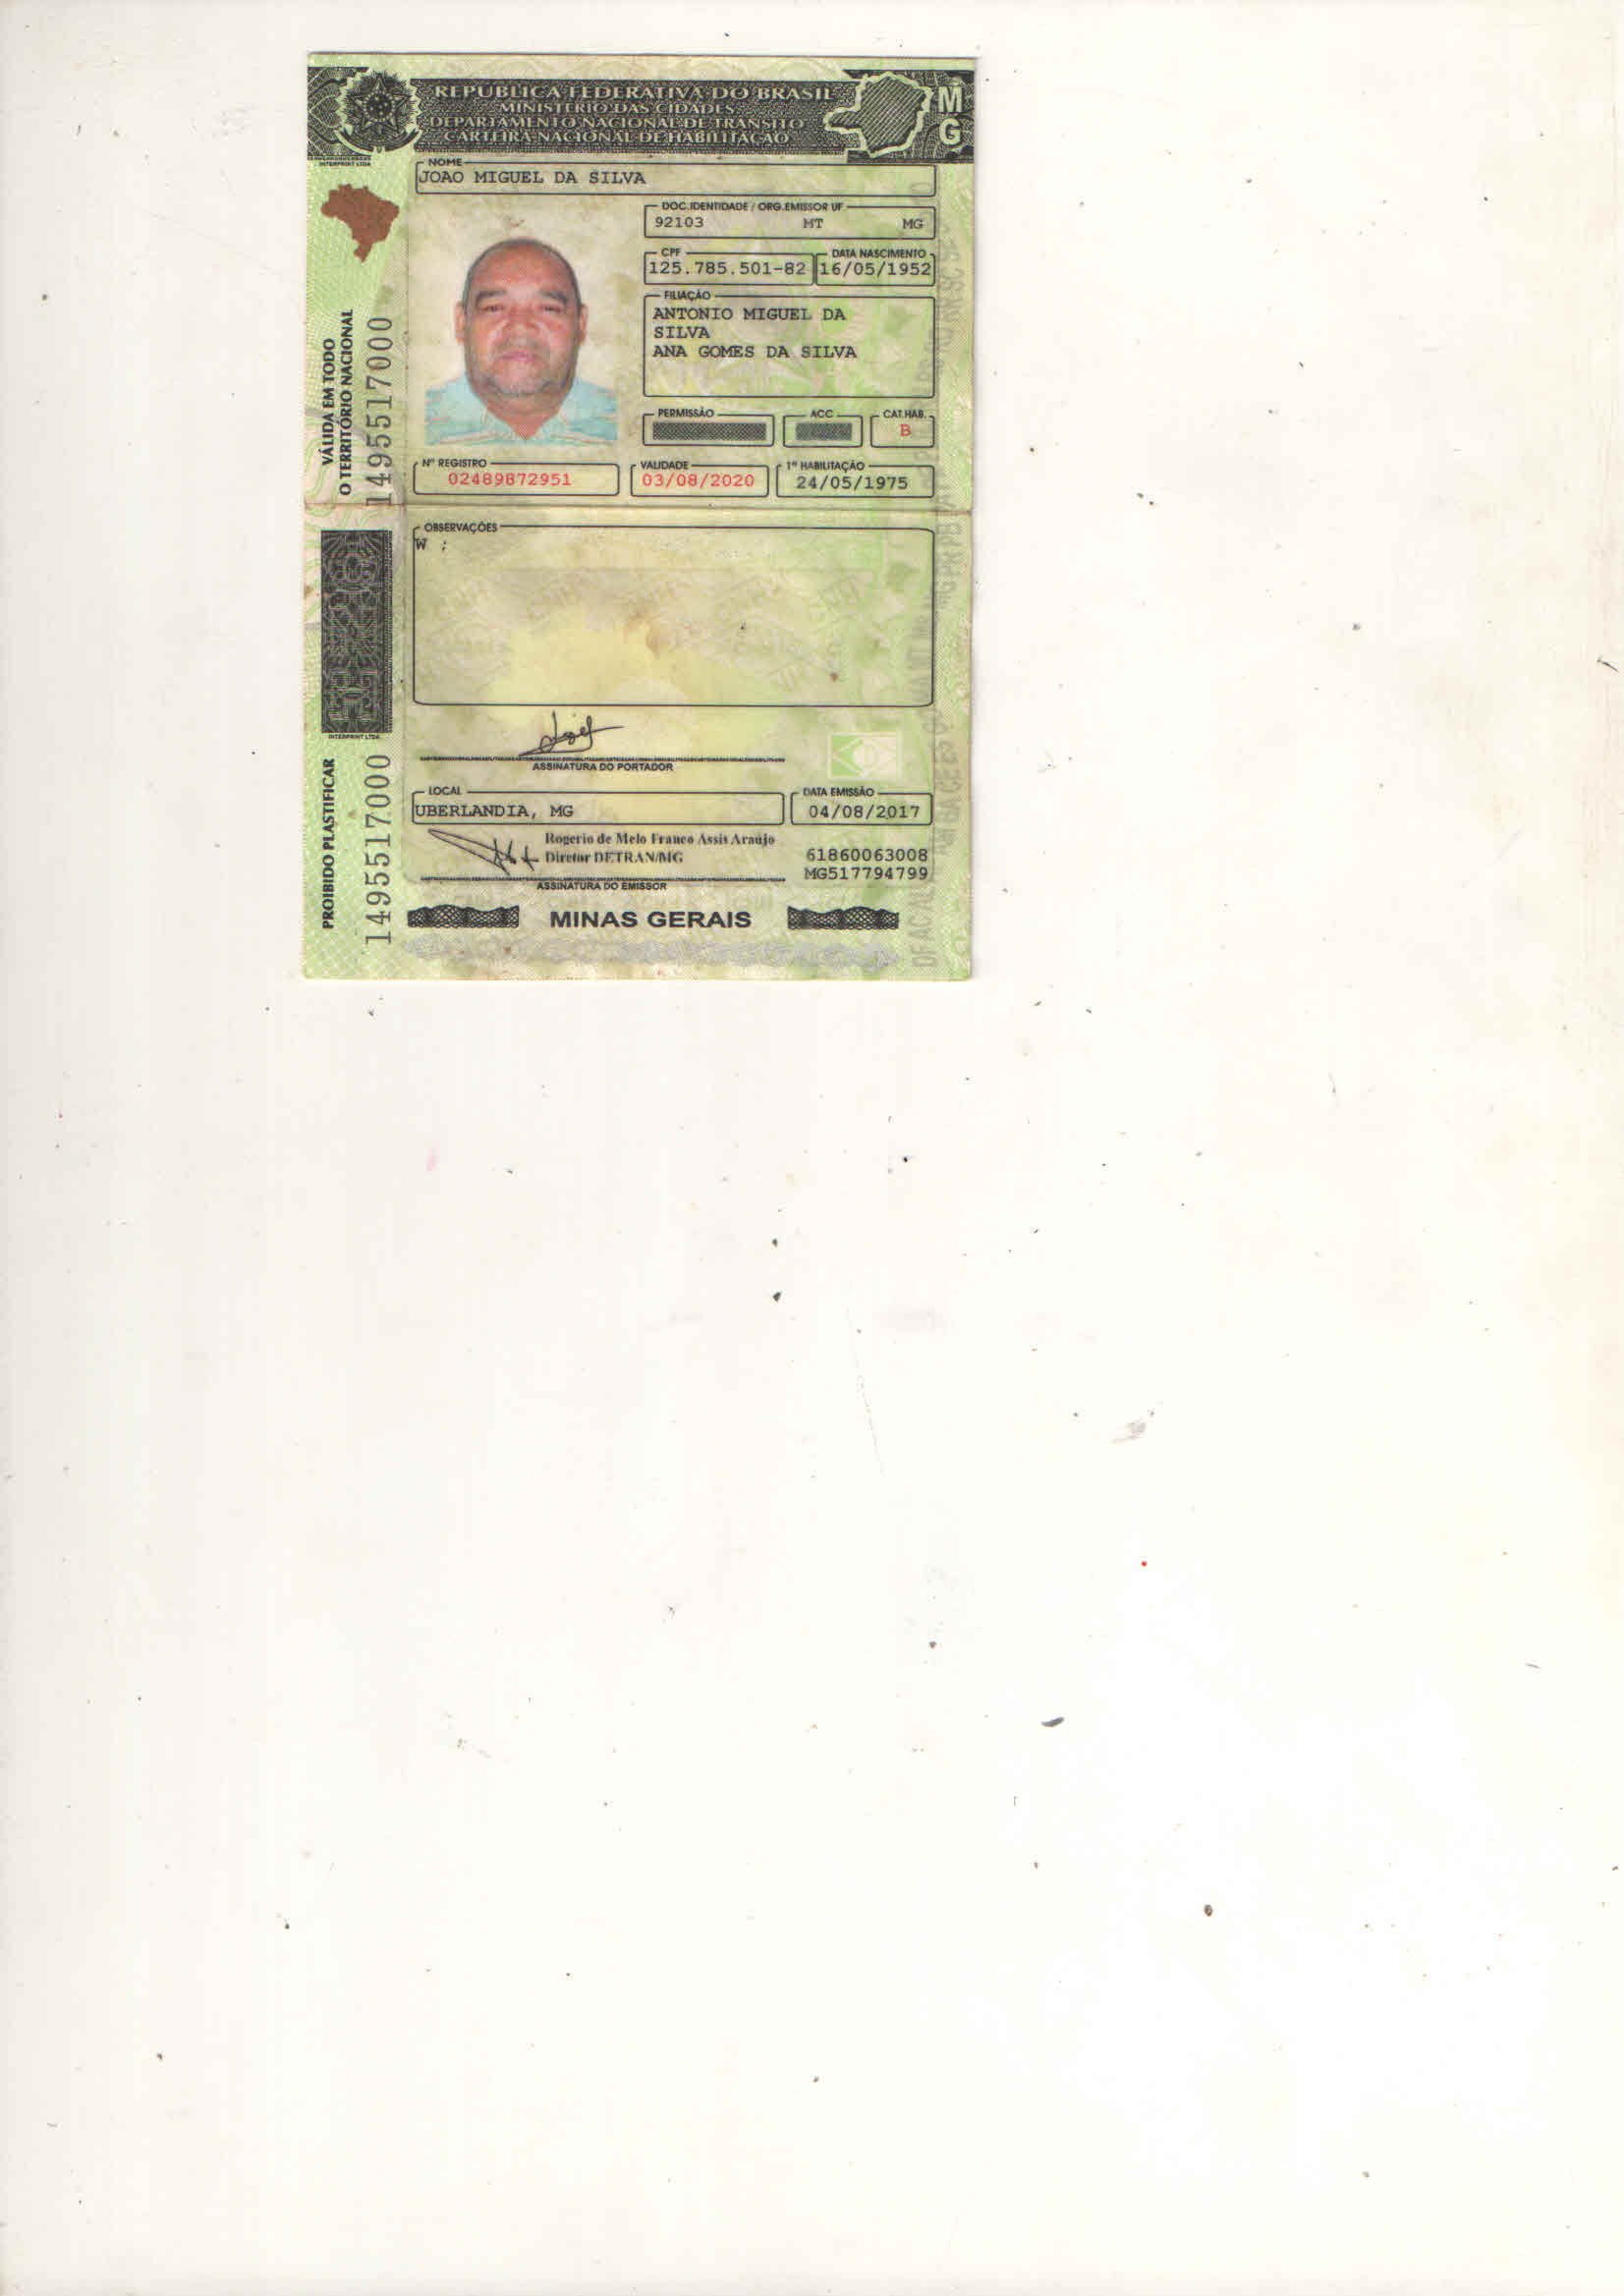 REPÚBLICA FEDERATIVA DO BRASIL
MINISTÉRIO DAS CIDADES
DEPARTAMENTO NACIONAL DE TRÂNSITO
CARTEIRA NACIONAL DE HABILITAÇÃO
MG
INTERPRINT LTDA
NOME
JOAO MIGUEL DA SILVA
DOC.IDENTIDADE / ORG.EMISSOR UF
92103 MT MG
CPF DATA NASCIMENTO
125.785.501-82 16/05/1952
FILIAÇÃO
ANTONIO MIGUEL DA
SILVA
ANA GOMES DA SILVA
PERMISSÃO ACC CAT.HAB.
B
Nº REGISTRO VALIDADE 1ª HABILITAÇÃO
02489872951 03/08/2020 24/05/1975
VÁLIDA EM TODO
O TERRITÓRIO NACIONAL
1495517000
OBSERVAÇÕES
W ;
INTERPRINT LTDA
ASSINATURA DO PORTADOR
LOCAL DATA EMISSÃO
UBERLANDIA, MG 04/08/2017
Rogerio de Melo Franco Assis Araújo
Diretor DETRAN/MG
61860063008
MG517794799
ASSINATURA DO EMISSOR
PROIBIDO PLASTIFICAR
1495517000
MINAS GERAIS